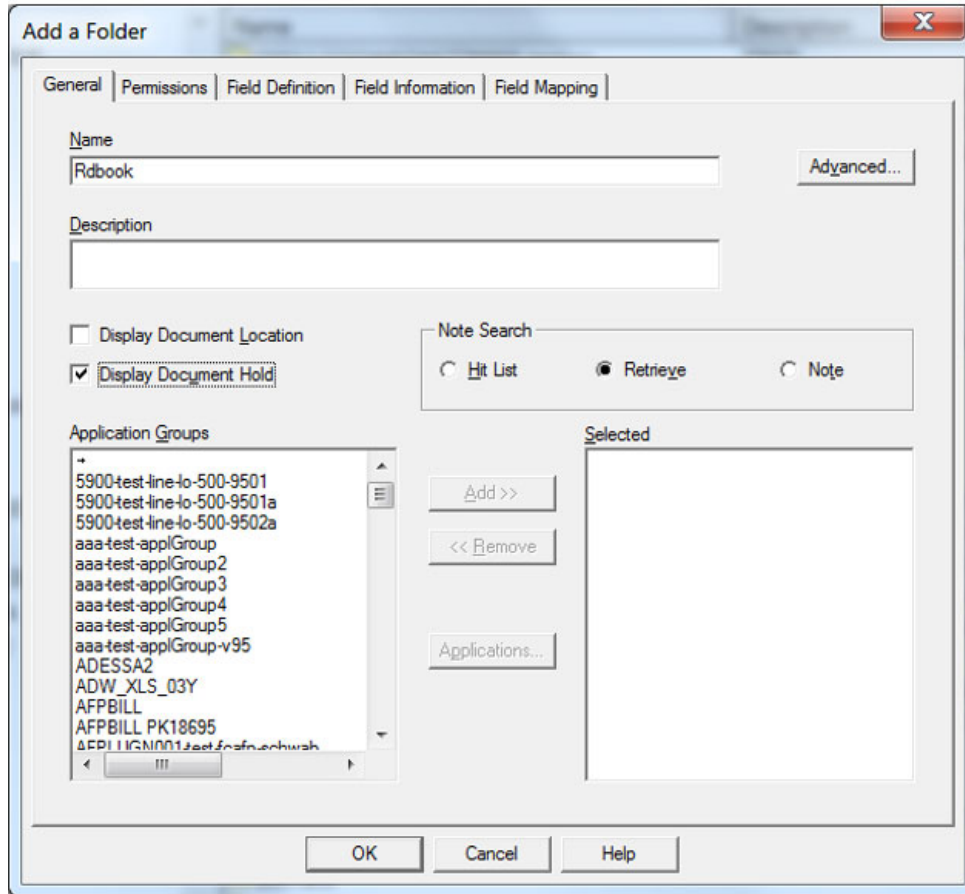 Add a Folder
General
Permissions
Field Definition
Field Information
Field Mapping
Name
Rdbook
Advanced...
Description
Display Document Location
Display Document Hold
Note Search
Hit List
Retrieve
Note
Application Groups
5900-test-line-lo-500-9501
5900-test-line-lo-500-9501a
5900-test-line-lo-500-9502a
aaa-test-applGroup
aaa-test-applGroup2
aaa-test-applGroup3
aaa-test-applGroup4
aaa-test-applGroup5
aaa-test-applGroup-v95
ADESSA2
ADW_XLS_03Y
AFPBILL
AFPBILL PK18695
AFPLUGN001-test-fcafp-schwab
Add >>
<< Remove
Applications...
Selected
OK
Cancel
Help